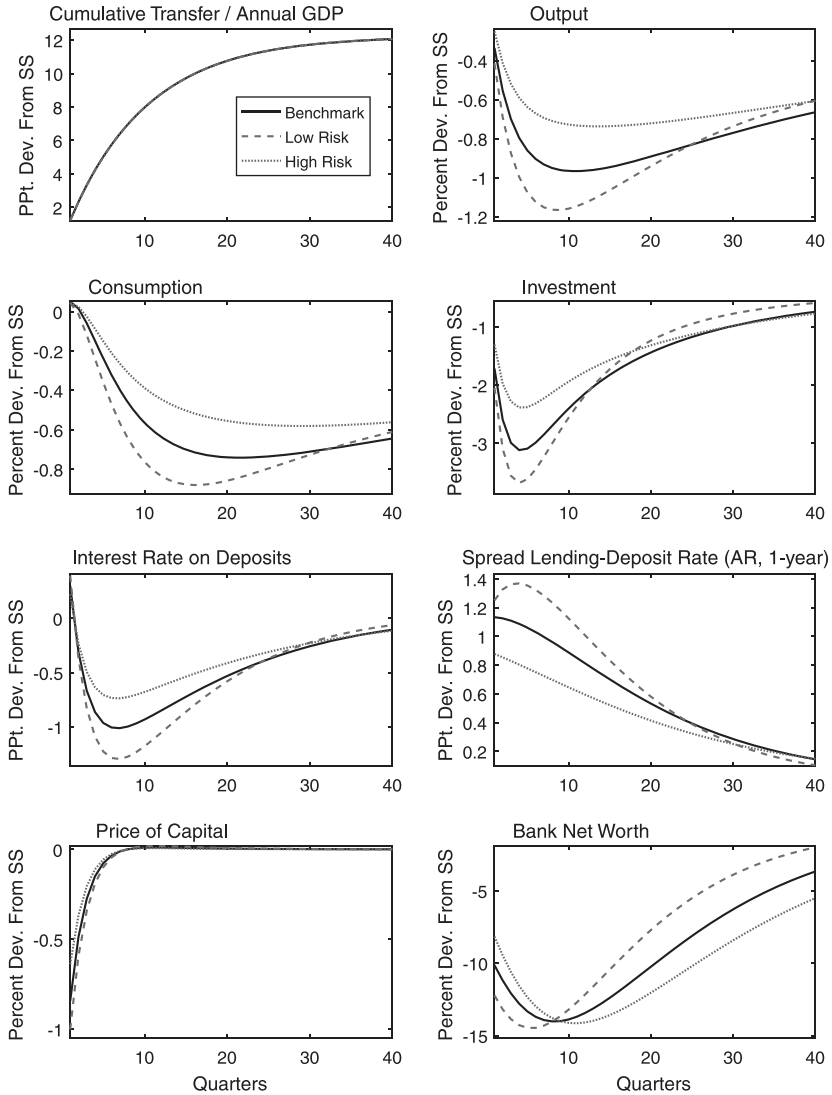 Cumulative Transfer / Annual GDP
PPt. Dev. From SS
12
10
8
6
4
2
10 20 30 40
Benchmark
Low Risk
High Risk
Output
Percent Dev. From SS
-0.4
-0.6
-0.8
-1
-1.2
10 20 30 40
Consumption
Percent Dev. From SS
0
-0.2
-0.4
-0.6
-0.8
10 20 30 40
Investment
Percent Dev. From SS
-1
-2
-3
10 20 30 40
Interest Rate on Deposits
PPt. Dev. From SS
0
-0.5
-1
10 20 30 40
Spread Lending-Deposit Rate (AR, 1-year)
PPt. Dev. From SS
1.4
1.2
1
0.8
0.6
0.4
0.2
10 20 30 40
Price of Capital
Percent Dev. From SS
0
-0.5
-1
10 20 30 40
Quarters
Bank Net Worth
Percent Dev. From SS
-5
-10
-15
10 20 30 40
Quarters